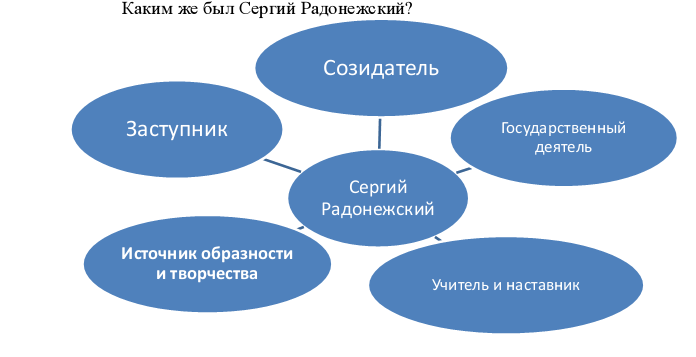 Каким же был Сергий Радонежский?
Созидатель
Заступник
Государственный
деятель
Сергий
Радонежский
Источник образности
и творчества
Учитель и наставник